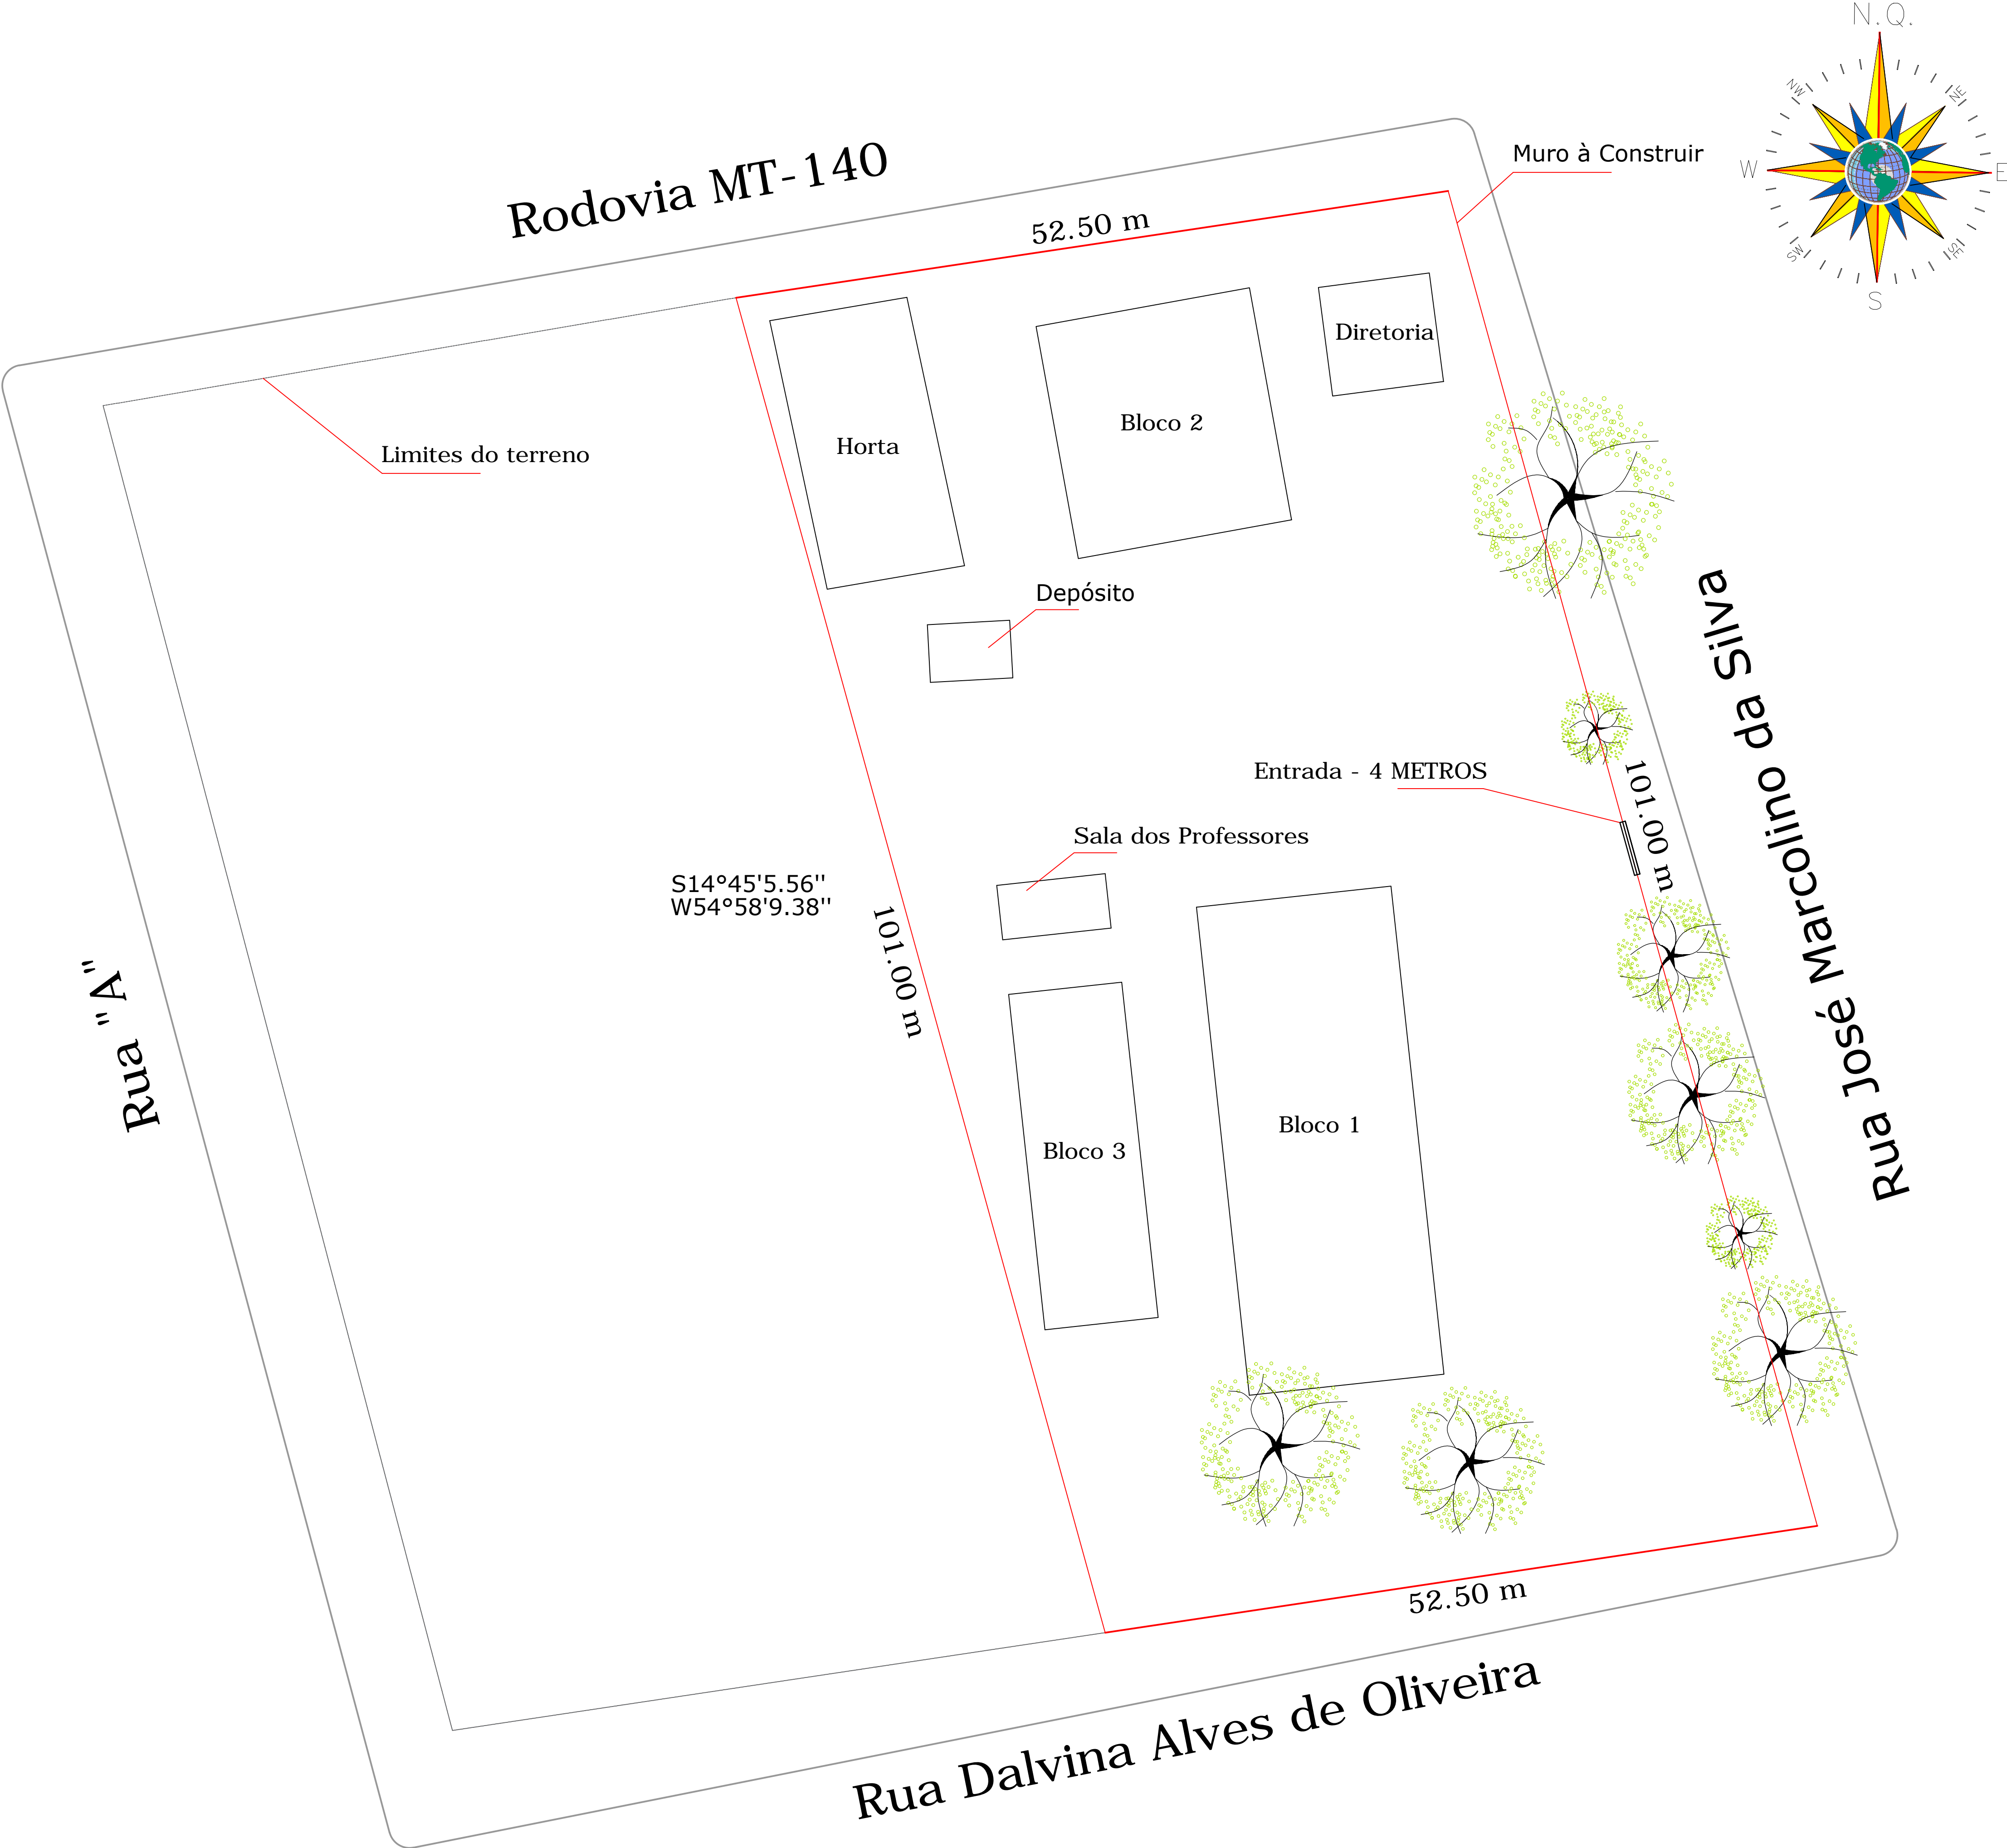 N.Q.
NW
NE
W
E
SW
SE
S
Rodovia MT-140
Muro à Construir
52.50 m
Diretoria
Bloco 2
Horta
Limites do terreno
Depósito
Rua José Marcolino da Silva
Entrada - 4 METROS
101.00 m
Sala dos Professores
S14°45'5.56"
W54°58'9.38"
101.00 m
Rua "A"
Bloco 1
Bloco 3
52.50 m
Rua Dalvina Alves de Oliveira